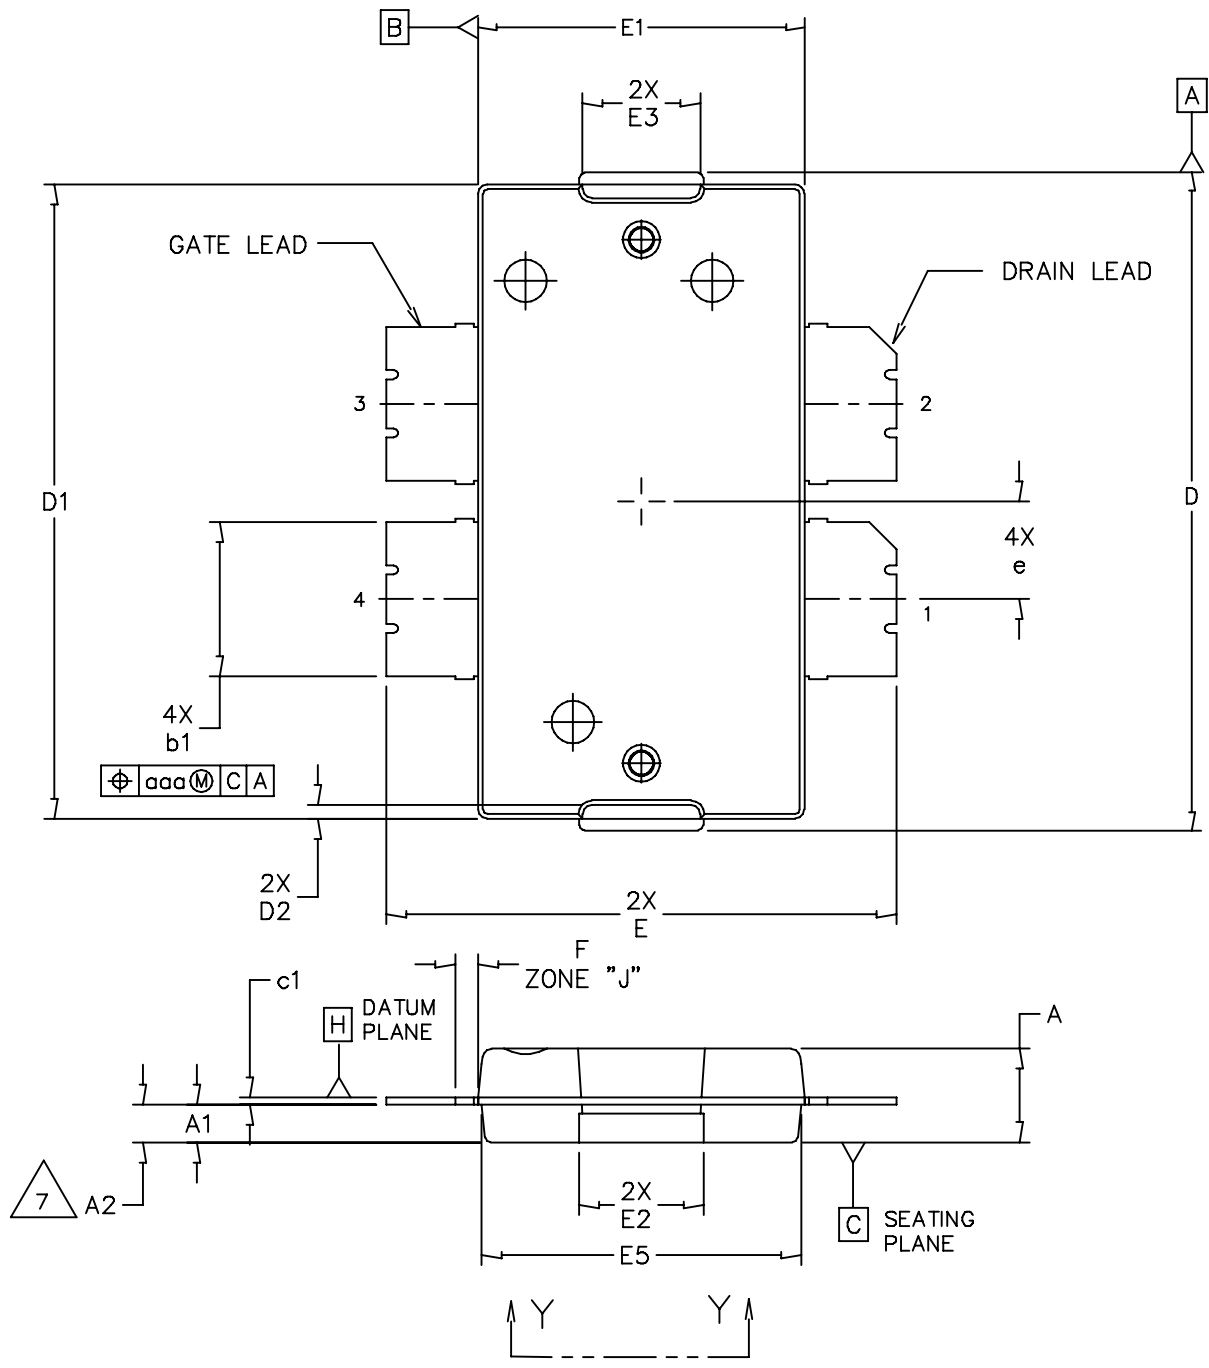 B
E1
2X
E3
A
GATE LEAD
DRAIN LEAD
3
2
D1
D
4X
e
4
1
4X
b1
aaa M C A
2X
D2
2X
E
F
ZONE "J"
c1
H
DATUM
PLANE
A
A1
7
A2
2X
E2
C
SEATING
PLANE
E5
Y
Y